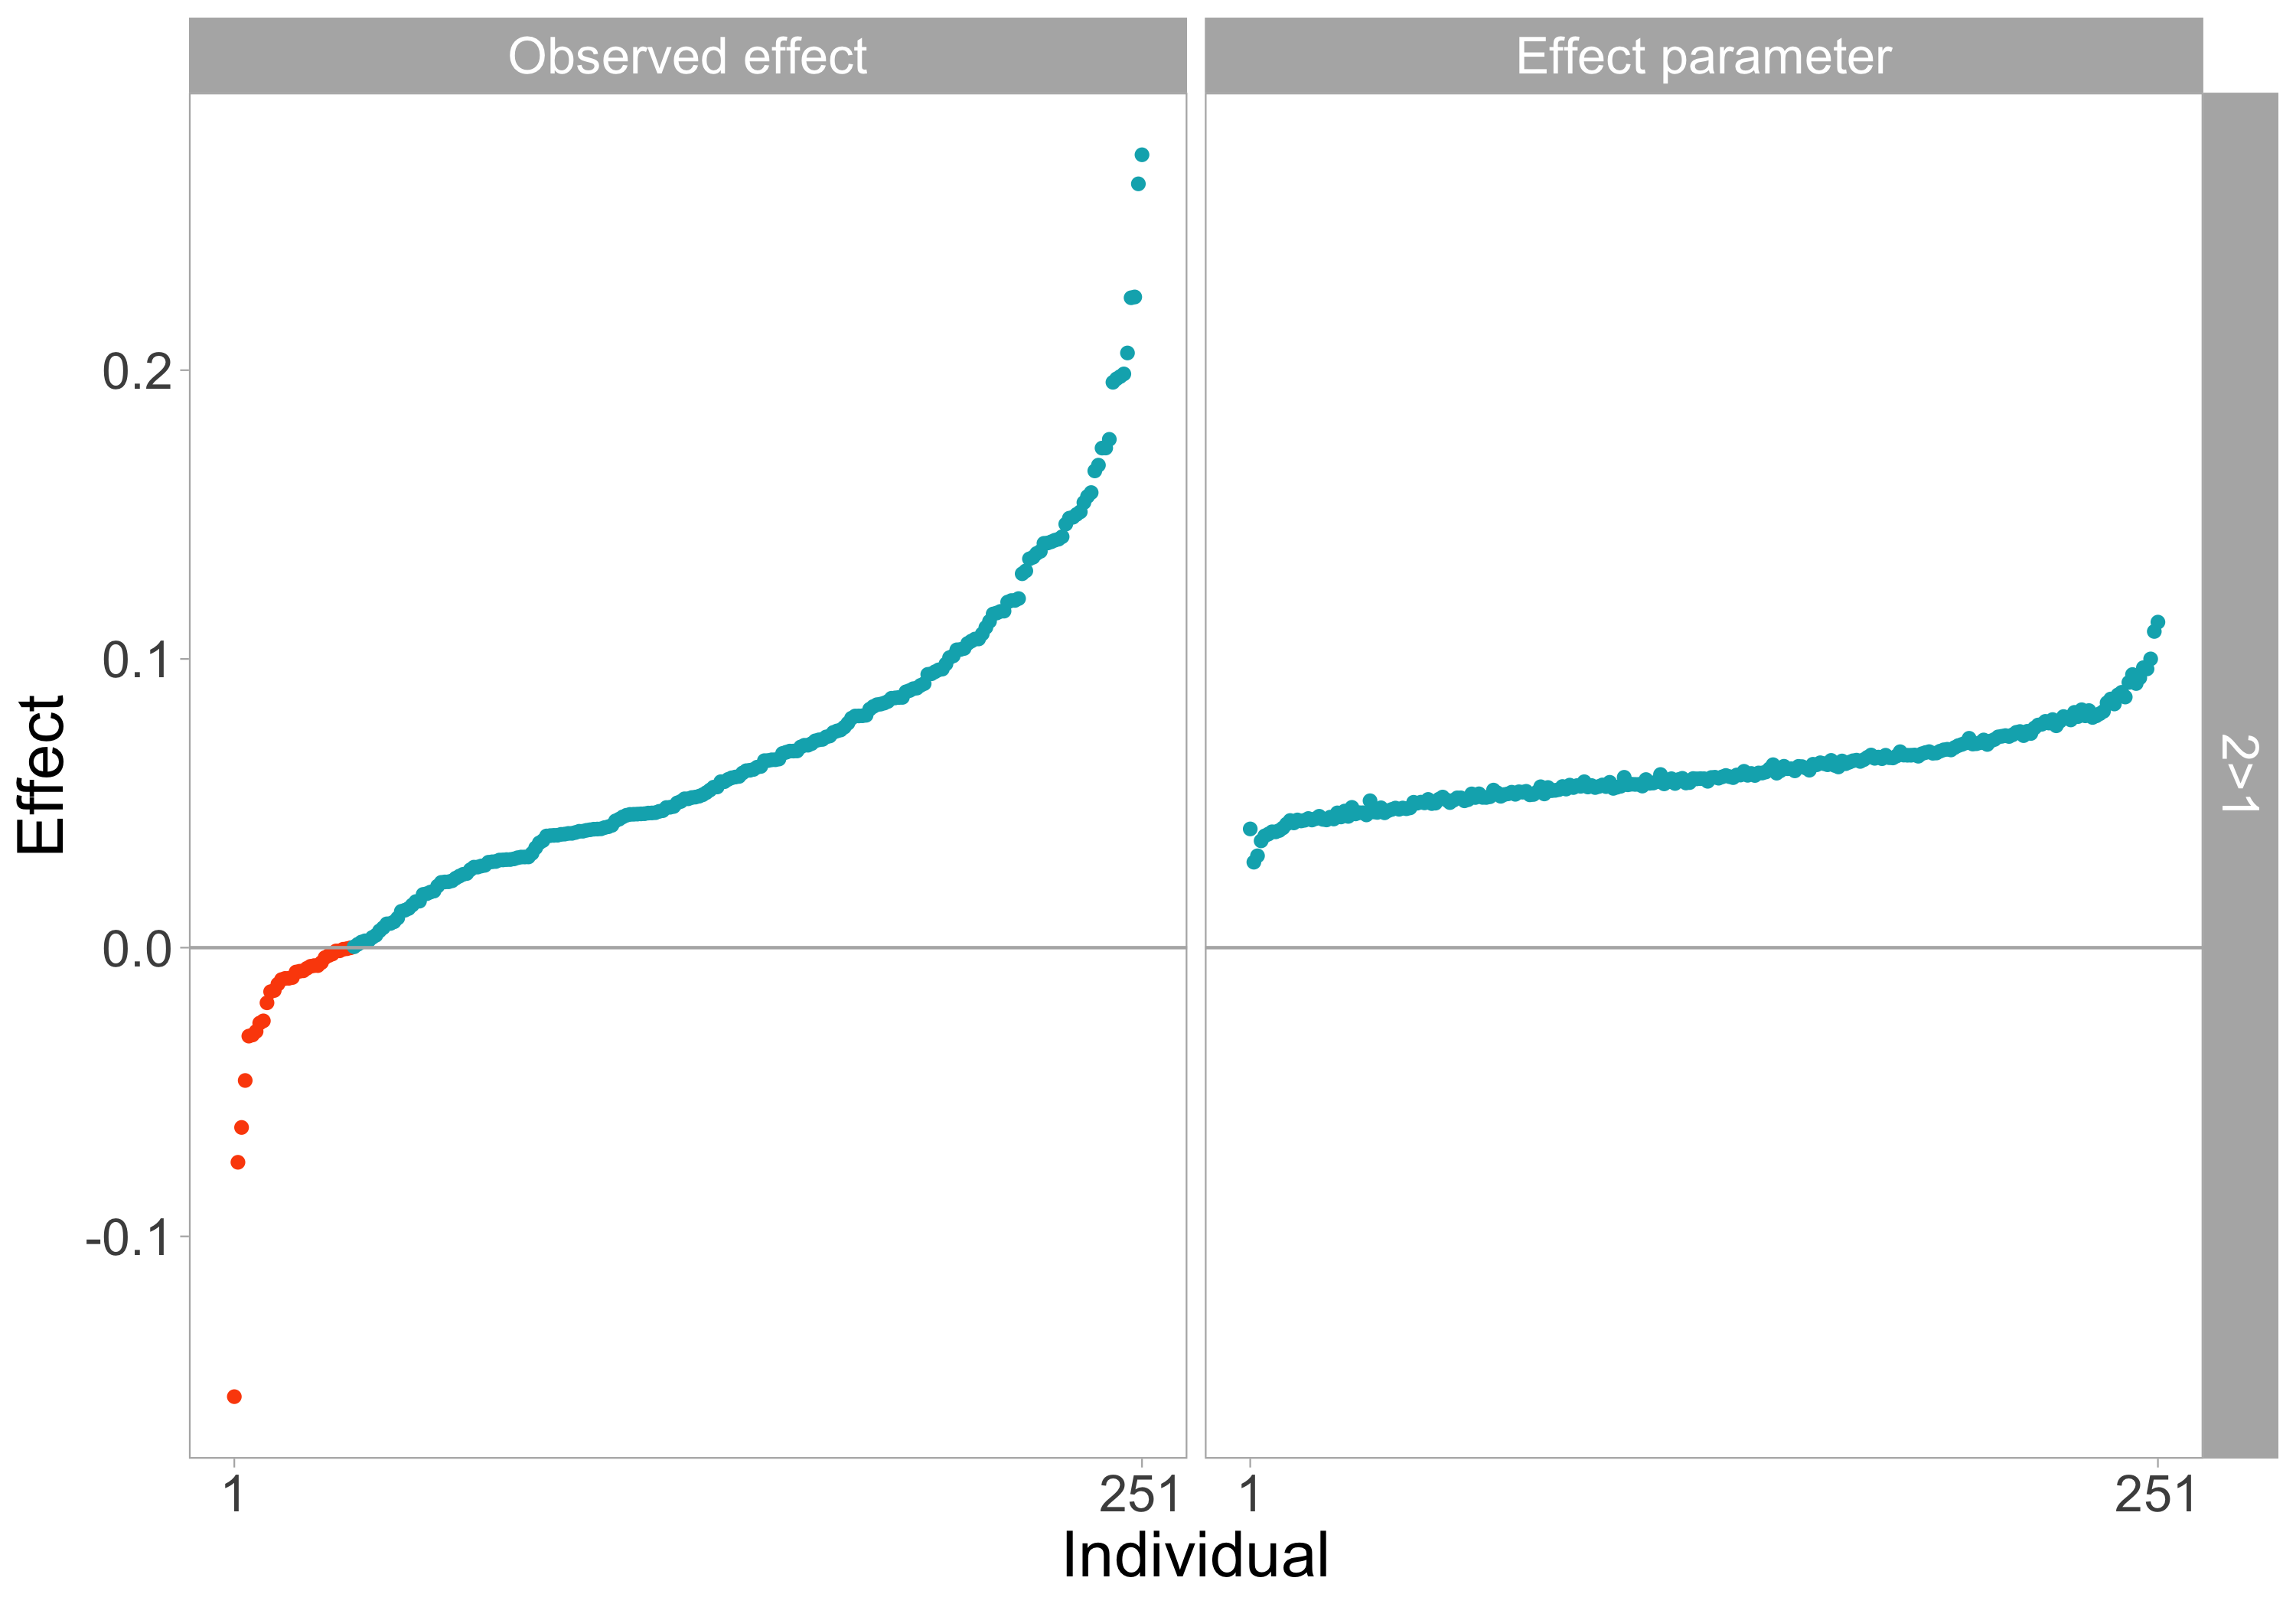 Observed effect
Effect parameter
Effect
0.2
0.1
0.0
-0.1
2>1
1
251
1
251
Individual